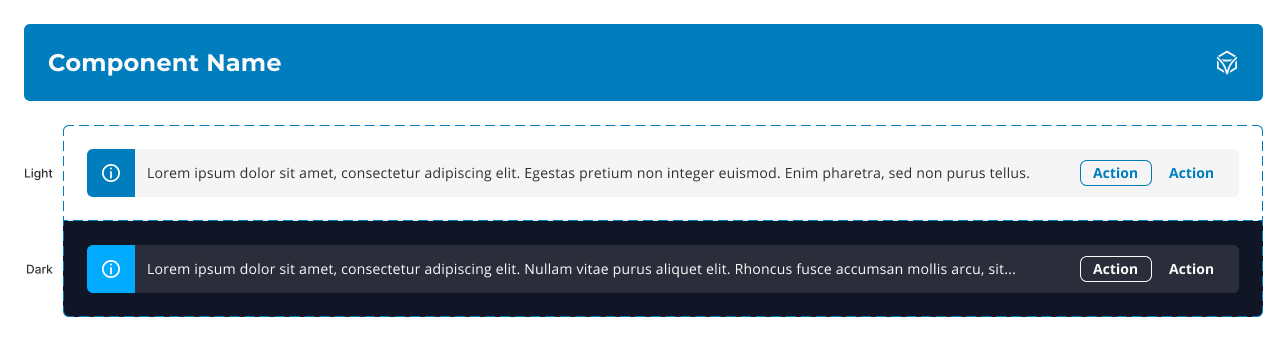 Component Name
Light
Lorem ipsum dolor sit amet, consectetur adipiscing elit. Egestas pretium non integer euismod. Enim pharetra, sed non purus tellus. Action Action
Dark
Lorem ipsum dolor sit amet, consectetur adipiscing elit. Nullam vitae purus aliquet elit. Rhoncus fusce accumsan mollis arcu, sit... Action Action